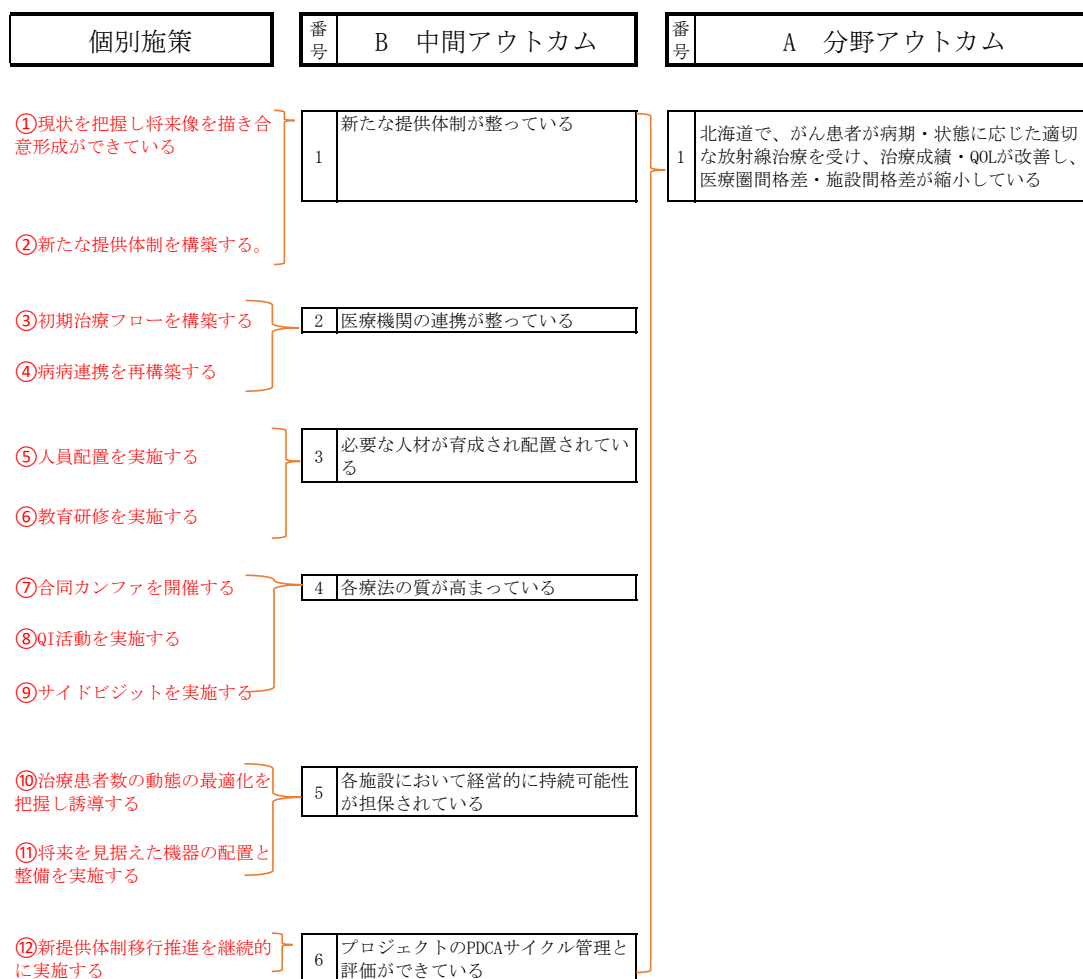 個別施策
番号
B 中間アウトカム
番号
A 分野アウトカム
①現状を把握し将来像を描き合
意形成ができている
②新たな提供体制を構築する。
1
新たな提供体制が整っている
1
北海道で、がん患者が病期・状態に応じた適切
な放射線治療を受け、治療成績・QOLが改善し、
医療圏間格差・施設間格差が縮小している
③初期治療フローを構築する
④病病連携を再構築する
2
医療機関の連携が整っている
⑤人員配置を実施する
⑥教育研修を実施する
3
必要な人材が育成され配置されてい
る
⑦合同カンファを開催する
⑧QI活動を実施する
⑨サイドビジットを実施する
4
各療法の質が高まっている
⑩治療患者数の動態の最適化を
把握し誘導する
⑪将来を見据えた機器の配置と
整備を実施する
5
各施設において経営的に持続可能性
が担保されている
⑫新提供体制移行推進を継続的
に実施する
6
プロジェクトのPDCAサイクル管理と
評価ができている